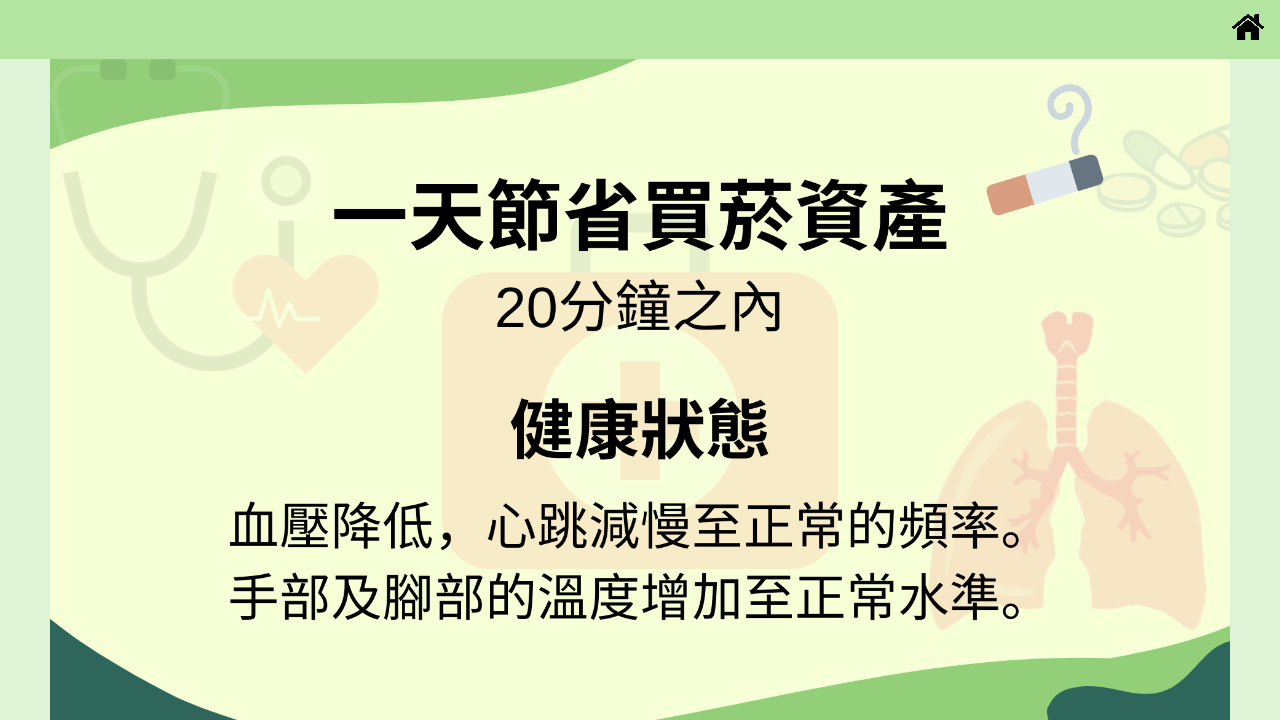 一天節省買菸資產
20分鐘之內
健康狀態
血壓降低，心跳減慢至正常的頻率。
手部及腳部的溫度增加至正常水準。